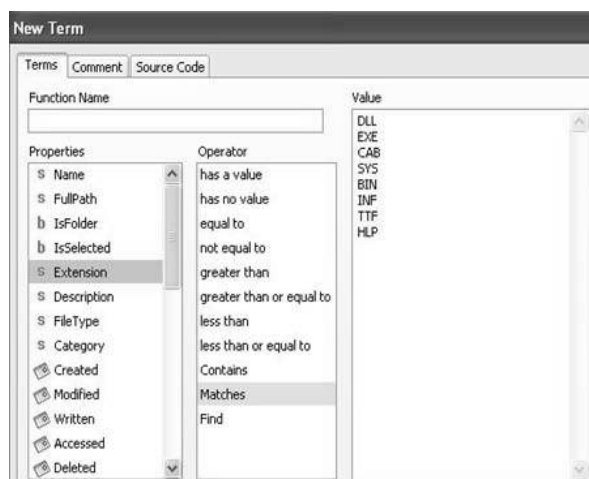 New Term
Terms Comment Source Code
Function Name
Value
DLL
EXE
CAB
SYS
BIN
INF
TTF
HLP
Properties
S Name
S FullPath
b IsFolder
b IsSelected
S Extension
S Description
S FileType
S Category
Created
Modified
Written
Accessed
Deleted
Operator
has a value
has no value
equal to
not equal to
greater than
greater than or equal to
less than
less than or equal to
Contains
Matches
Find